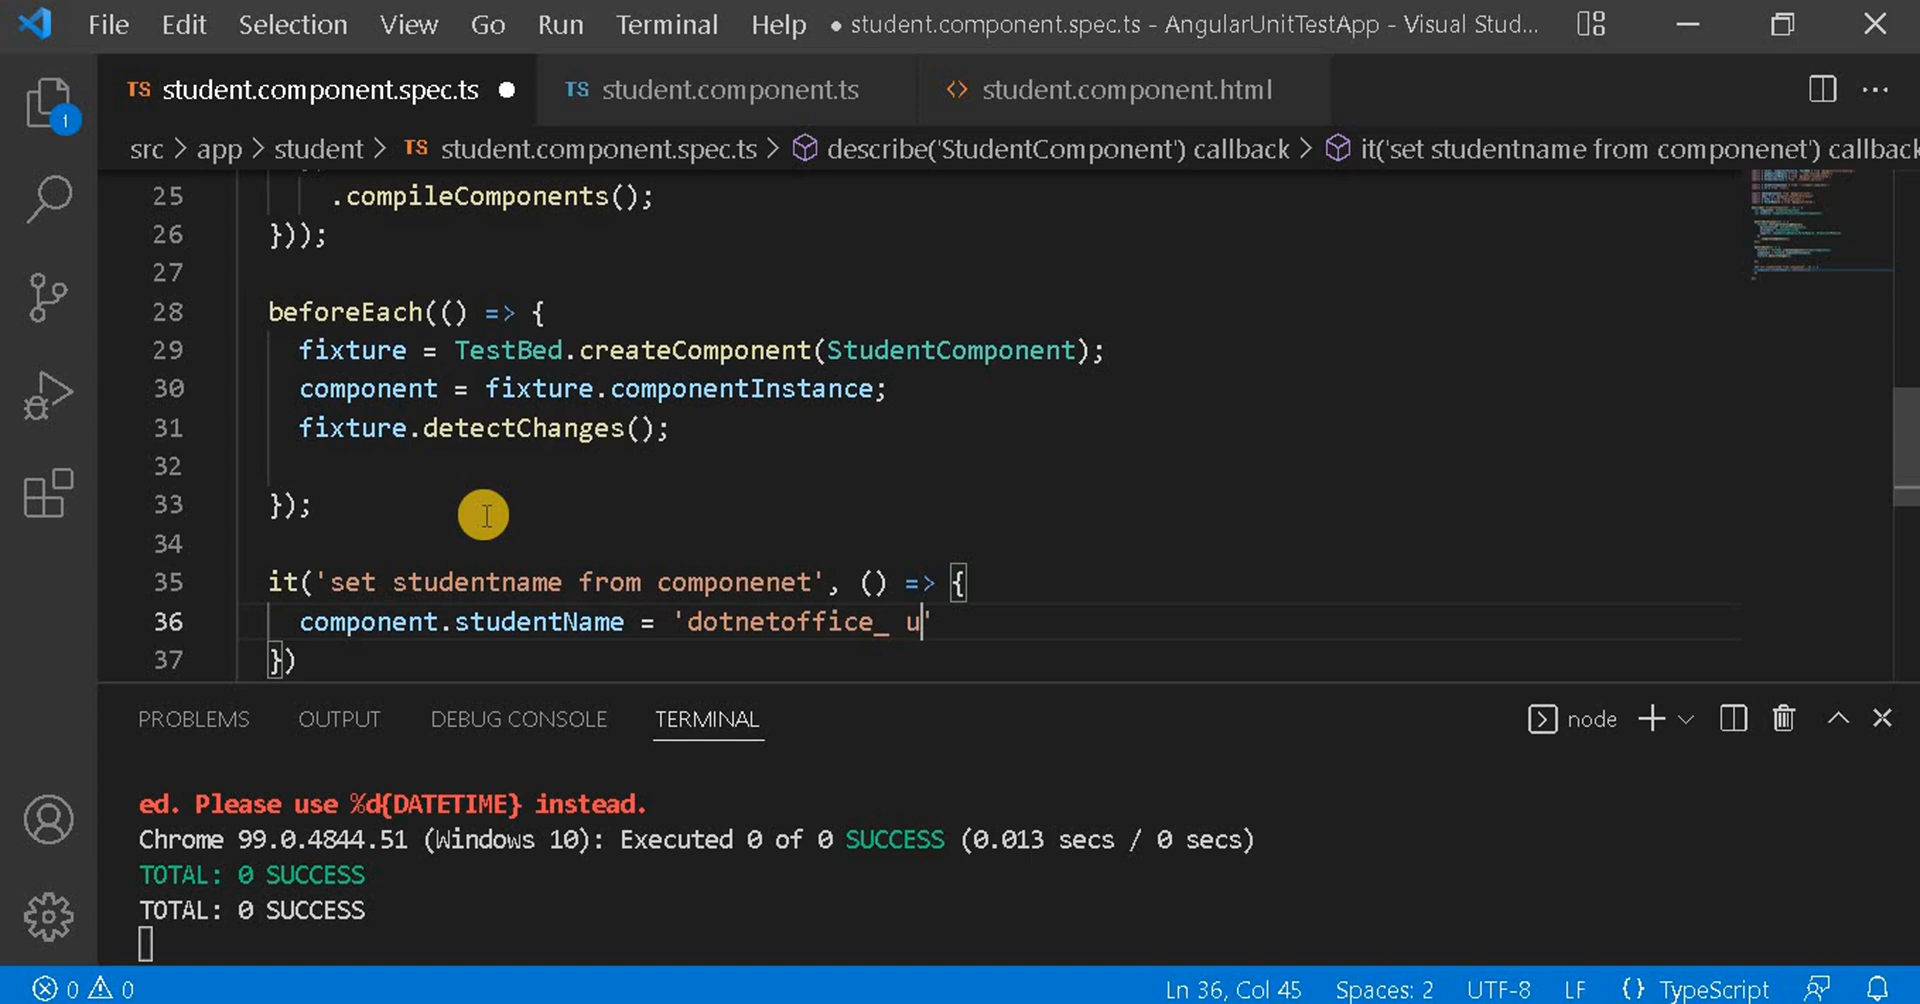 File Edit Selection View Go Run Terminal Help ● student.component.spec.ts - AngularUnitTestApp - Visual Stud...
TS student.component.spec.ts ● TS student.component.ts <> student.component.html ...
1
src > app > student > TS student.component.spec.ts > describe('StudentComponent') callback > it('set studentname from componenet') callback
25 .compileComponents();
26 }));
27
28 beforeEach(() => {
29 fixture = TestBed.createComponent(StudentComponent);
30 component = fixture.componentInstance;
31 fixture.detectChanges();
32
33 });
34
35 it('set studentname from componenet', () => {
36 component.studentName = 'dotnetoffice_ u'
37 })
PROBLEMS OUTPUT DEBUG CONSOLE TERMINAL node
ed. Please use %d{DATETIME} instead.
Chrome 99.0.4844.51 (Windows 10): Executed 0 of 0 SUCCESS (0.013 secs / 0 secs)
TOTAL: 0 SUCCESS
TOTAL: 0 SUCCESS
0 0 Ln 36, Col 45 Spaces: 2 UTF-8 LF {} TypeScript